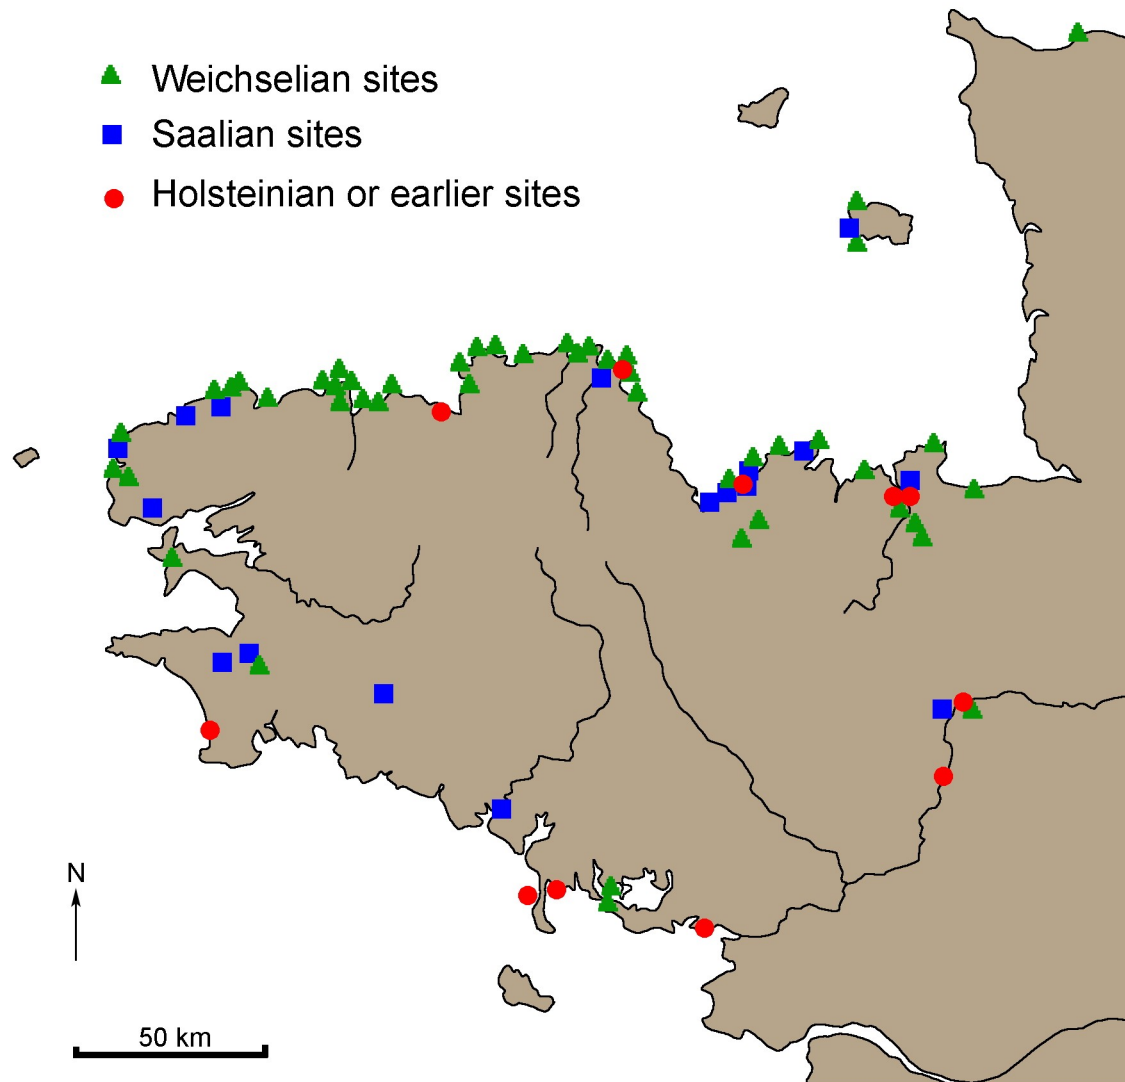 Weichselian sites
Saalian sites
Holsteinian or earlier sites
N
50 km